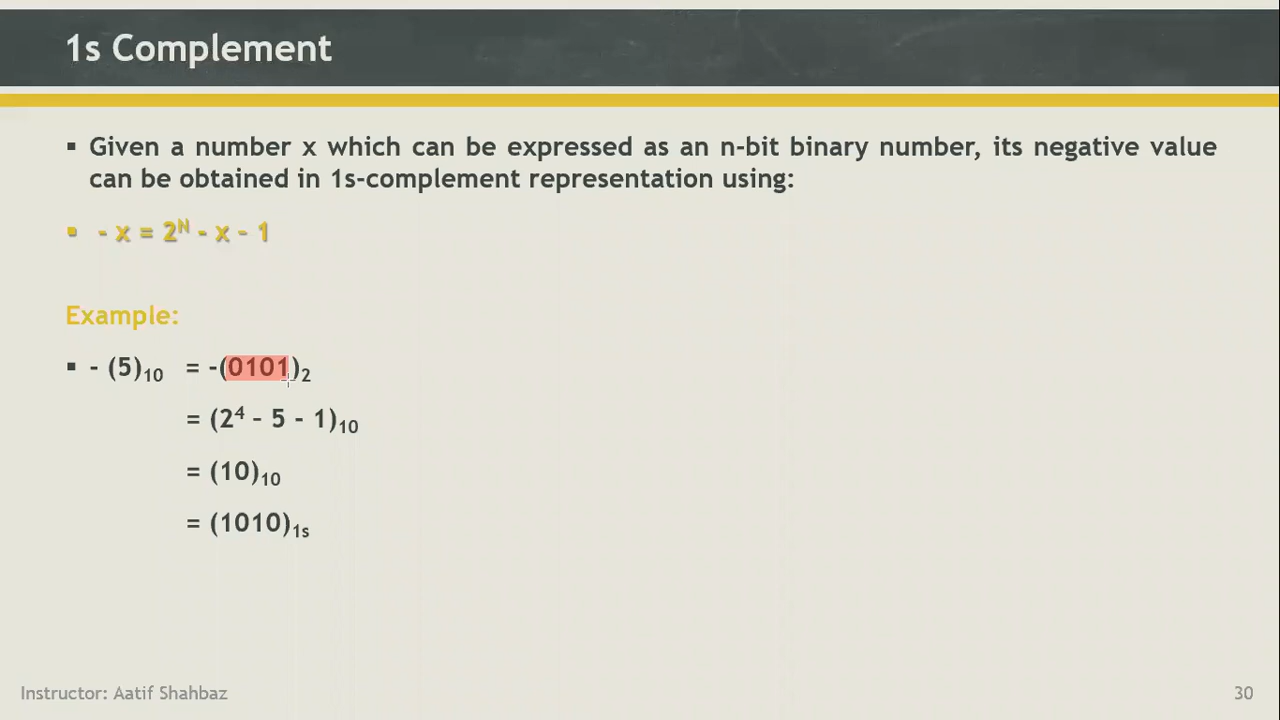 1s Complement
▪ Given a number x which can be expressed as an n-bit binary number, its negative value
can be obtained in 1s-complement representation using:
▪ - x = 2ᴺ - x - 1
Example:
▪ - (5)₁₀ = -(0101)₂
= (2⁴ – 5 - 1)₁₀
= (10)₁₀
= (1010)₁ₛ
Instructor: Aatif Shahbaz
30